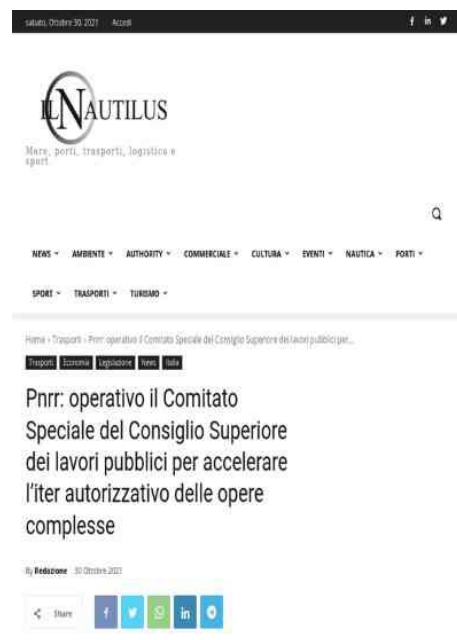 sabato, Ottobre 30, 2021 Accedi
IL NAUTILUS
Mare, porti, trasporti, logistica e
sport
NEWS AMBIENTE AUTHORITY COMMERCIALE CULTURA EVENTI NAUTICA PORTI
SPORT TRASPORTI TURISMO
Home › Trasporti › Pnrr: operativo il Comitato Speciale del Consiglio Superiore dei lavori pubblici per...
Trasporti Economia Legislazione News Italia
Pnrr: operativo il Comitato
Speciale del Consiglio Superiore
dei lavori pubblici per accelerare
l'iter autorizzativo delle opere
complesse
By Redazione 30 Ottobre 2021
Share